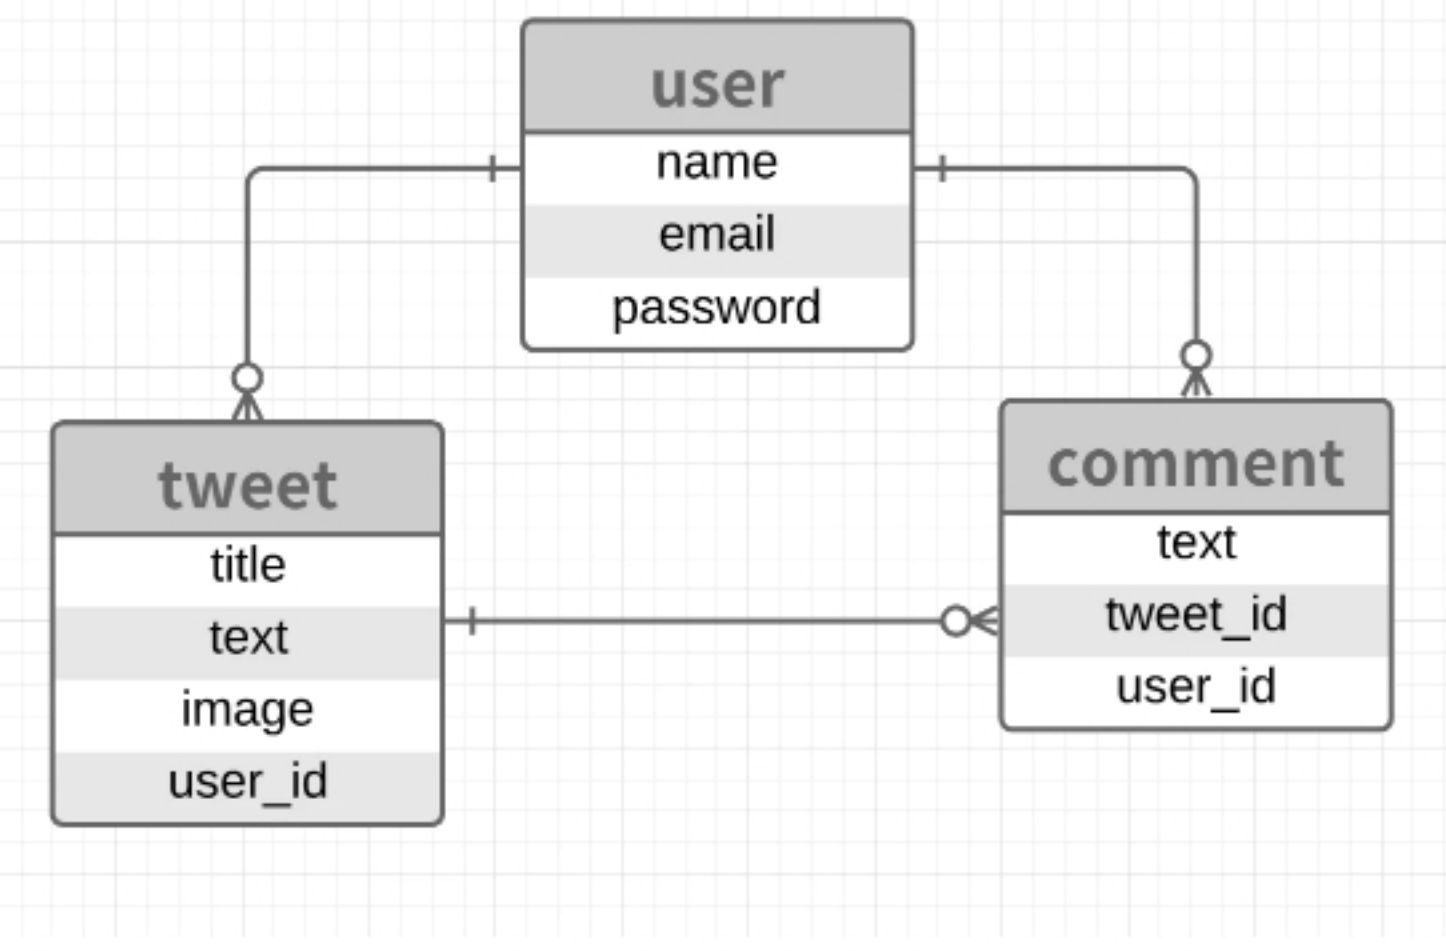 user
name
email
password
tweet
title
text
image
user_id
comment
text
tweet_id
user_id